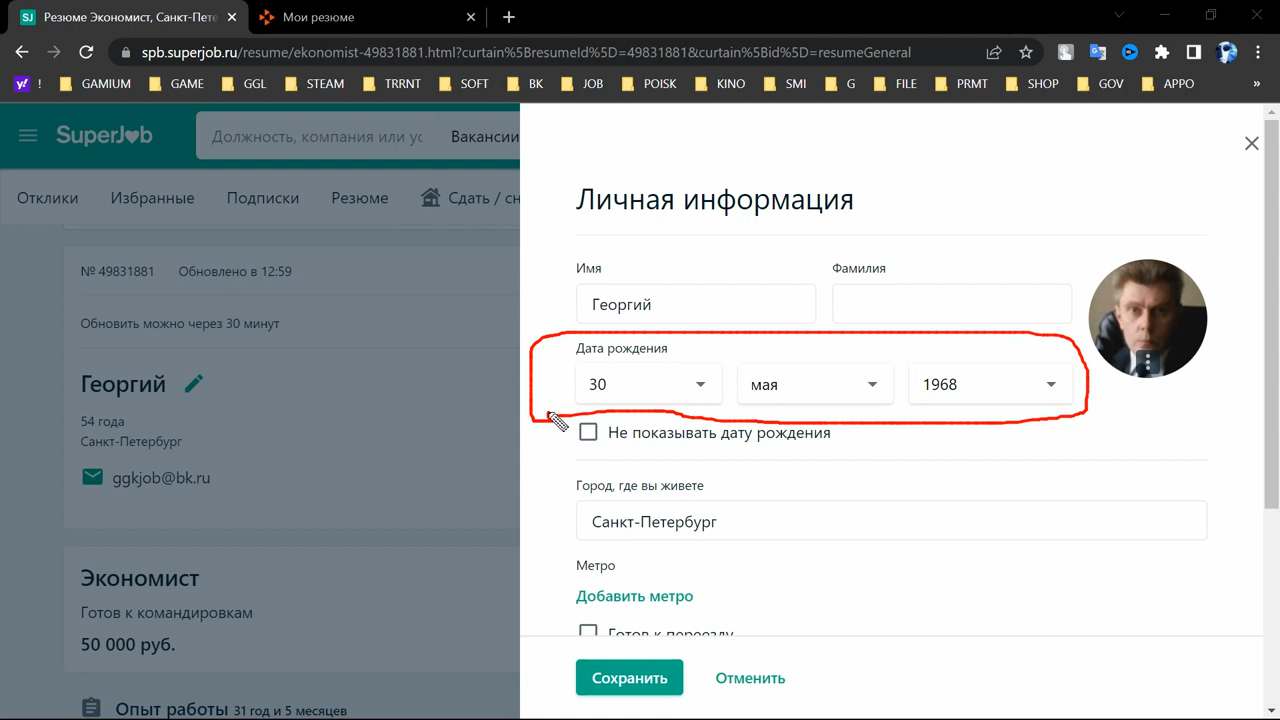 Резюме Экономист, Санкт-Пете
Мои резюме
spb.superjob.ru/resume/ekonomist-49831881.html?curtain%5BresumeId%5D=49831881&curtain%5Bid%5D=resumeGeneral
! GAMIUM GAME GGL STEAM TRRNT SOFT BK JOB POISK KINO SMI G FILE PRMT SHOP GOV APPO »
SuperJob
Должность, компания или ус
Вакансии
Отклики Избранные Подписки Резюме Сдать / сн
№ 49831881 Обновлено в 12:59
Обновить можно через 30 минут
Георгий
54 года
Санкт-Петербург
ggkjob@bk.ru
Экономист
Готов к командировкам
50 000 руб.
Опыт работы 31 год и 5 месяцев
Личная информация
Имя Фамилия
Георгий
Дата рождения
30 мая 1968
Не показывать дату рождения
Город, где вы живете
Санкт-Петербург
Метро
Добавить метро
Готов к переезду
Сохранить Отменить